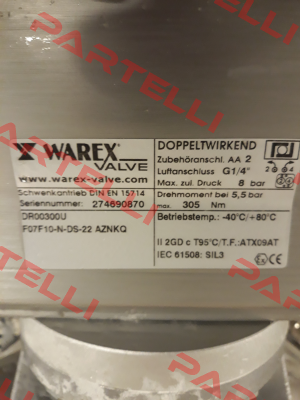 WAREX
VALVE
www.warex-valve.com
Schwenkantrieb DIN EN 15714
Seriennummer: 274690870
DR00300U
F07F10-N-DS-22 AZNKQ
DOPPELTWIRKEND
Zubehöranschl. AA 2
Luftanschluss G1/4"
Max. zul. Druck 8 bar
2 4
Drehmoment bei 5,5 bar
max. 305 Nm
Betriebstemp.: -40°C/+80°C
II 2GD c T95°C/T.F.:ATX09AT
IEC 61508: SIL3
PARTELLI
PARTELLI
PARTELLI
PARTELLI